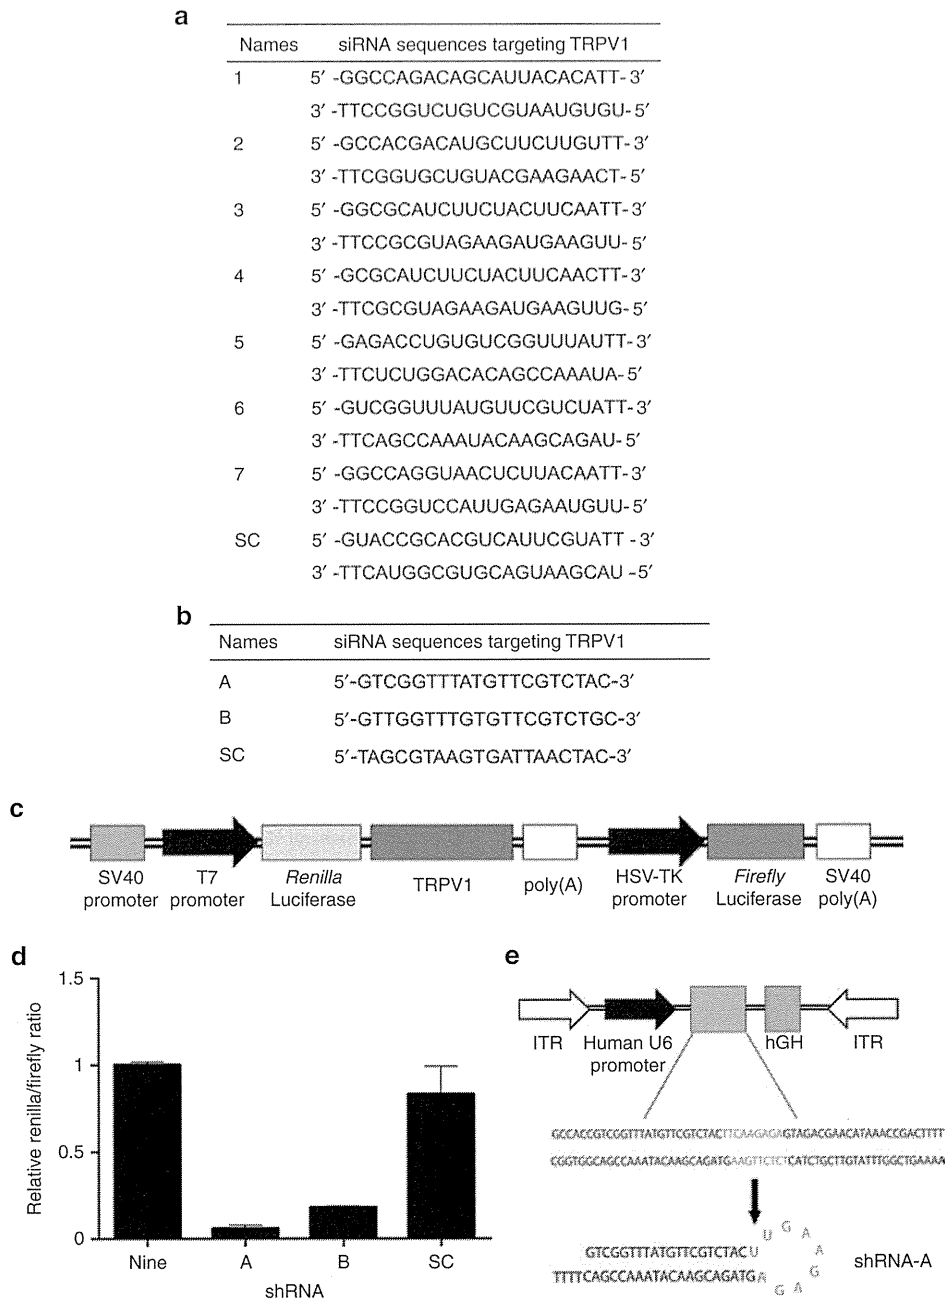 a
Names siRNA sequences targeting TRPV1
1 5′ -GGCCAGACAGCAUUACACATT- 3′
3′ -TTCCGGUCUGUCGUAAUGUGU- 5′
2 5′ -GCCACGACAUGCUUCUUGUTT- 3′
3′ -TTCGGUGCUGUACGAAGAACT- 5′
3 5′ -GGCGCAUCUUCUACUUCAATT- 3′
3′ -TTCCGCGUAGAAGAUGAAGUU- 5′
4 5′ -GCGCAUCUUCUACUUCAACTT- 3′
3′ -TTCGCGUAGAAGAUGAAGUUG- 5′
5 5′ -GAGACCUGUGUCGGUUUAUTT- 3′
3′ -TTCUCUGGACACAGCCAAAUA- 5′
6 5′ -GUCGGUUUAUGUUCGUCUATT- 3′
3′ -TTCAGCCAAAUACAAGCAGAU- 5′
7 5′ -GGCCAGGUAACUCUUACAATT- 3′
3′ -TTCCGGUCCAUUGAGAAUGUU- 5′
SC 5′ -GUACCGCACGUCAUUCGUATT - 3′
3′ -TTCAUGGCGUGCAGUAAGCAU - 5′
b
Names siRNA sequences targeting TRPV1
A 5′-GTCGGTTTATGTTCGTCTAC-3′
B 5′-GTTGGTTTGTGTTCGTCTGC-3′
SC 5′-TAGCGTAAGTGATTAACTAC-3′
c
SV40 promoter
T7 promoter
Renilla Luciferase
TRPV1
poly(A)
HSV-TK promoter
Firefly Luciferase
SV40 poly(A)
d
Relative renilla/firefly ratio
1.5
1
0.5
0
Nine A B SC
shRNA
e
ITR
Human U6 promoter
hGH
ITR
GCCACCGTCGGTTTATGTTCGTCTACTTCAAGAGAGTAGACGAACATAAACCGACTTTT
CGGTGGCAGCCAAATACAAGCAGATGAAGTTCTCTCATCTGCTTGTATTTGGCTGAAAA
GTCGGTTTATGTTCGTCTAC U U G A A G A G A
TTTTCAGCCAAATACAAGCAGATG
shRNA-A